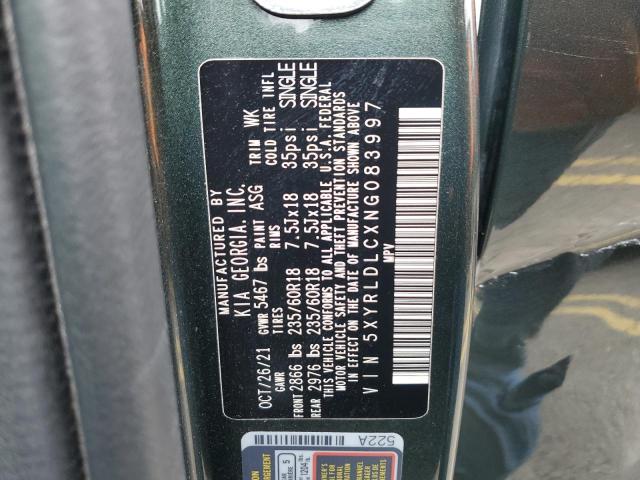 MANUFACTURED BY
KIA GEORGIA, INC.
OCT/26/21 GVWR 5467 lbs PAINT ASG TRIM WK
GAWR TIRES RIMS COLD TIRE INFL
FRONT 2866 lbs 235/60R18 7.5Jx18 35psi SINGLE
REAR 2976 lbs 235/60R18 7.5Jx18 35psi SINGLE
THIS VEHICLE CONFORMS TO ALL APPLICABLE U.S.A. FEDERAL
MOTOR VEHICLE SAFETY AND THEFT PREVENTION STANDARDS
IN EFFECT ON THE DATE OF MANUFACTURE SHOWN ABOVE
VIN 5XYRLDLCXNG083997
MPV
522A
1204 lb.